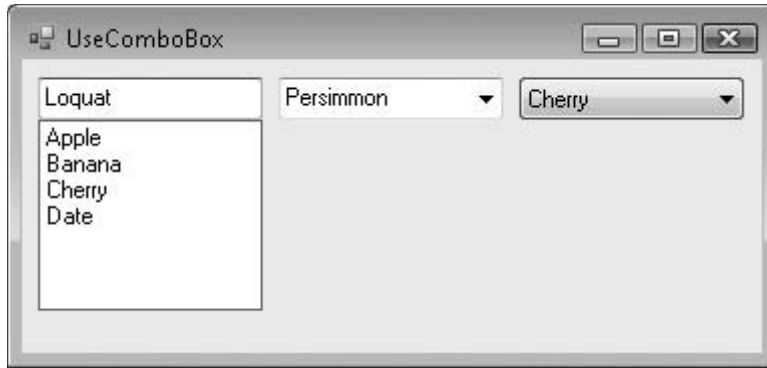 UseComboBox
Loquat
Persimmon
Cherry
Apple
Banana
Cherry
Date